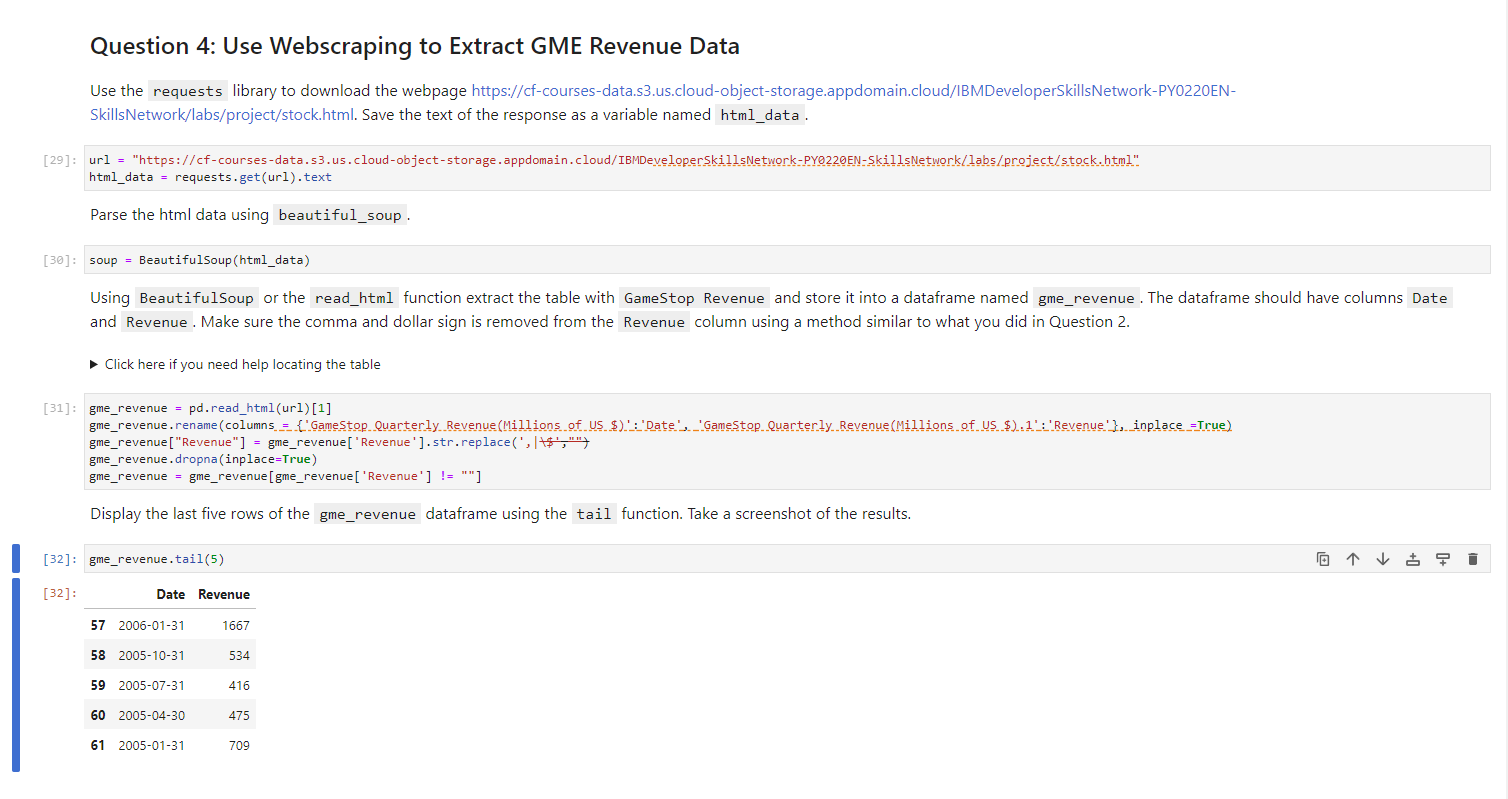 Question 4: Use Webscraping to Extract GME Revenue Data
Use the requests library to download the webpage https://cf-courses-data.s3.us.cloud-object-storage.appdomain.cloud/IBMDeveloperSkillsNetwork-PY0220EN-
SkillsNetwork/labs/project/stock.html. Save the text of the response as a variable named html_data.
[29]: url = "https://cf-courses-data.s3.us.cloud-object-storage.appdomain.cloud/IBMDeveloperSkillsNetwork-PY0220EN-SkillsNetwork/labs/project/stock.html"
html_data = requests.get(url).text
Parse the html data using beautiful_soup.
[30]: soup = BeautifulSoup(html_data)
Using BeautifulSoup or the read_html function extract the table with GameStop Revenue and store it into a dataframe named gme_revenue. The dataframe should have columns Date
and Revenue. Make sure the comma and dollar sign is removed from the Revenue column using a method similar to what you did in Question 2.
Click here if you need help locating the table
[31]: gme_revenue = pd.read_html(url)[1]
gme_revenue.rename(columns = {'GameStop Quarterly Revenue(Millions of US $)':'Date', 'GameStop Quarterly Revenue(Millions of US $).1':'Revenue'}, inplace =True)
gme_revenue["Revenue"] = gme_revenue['Revenue'].str.replace(',|\$',"")
gme_revenue.dropna(inplace=True)
gme_revenue = gme_revenue[gme_revenue['Revenue'] != ""]
Display the last five rows of the gme_revenue dataframe using the tail function. Take a screenshot of the results.
[32]: gme_revenue.tail(5)
[32]: Date Revenue
57 2006-01-31 1667
58 2005-10-31 534
59 2005-07-31 416
60 2005-04-30 475
61 2005-01-31 709